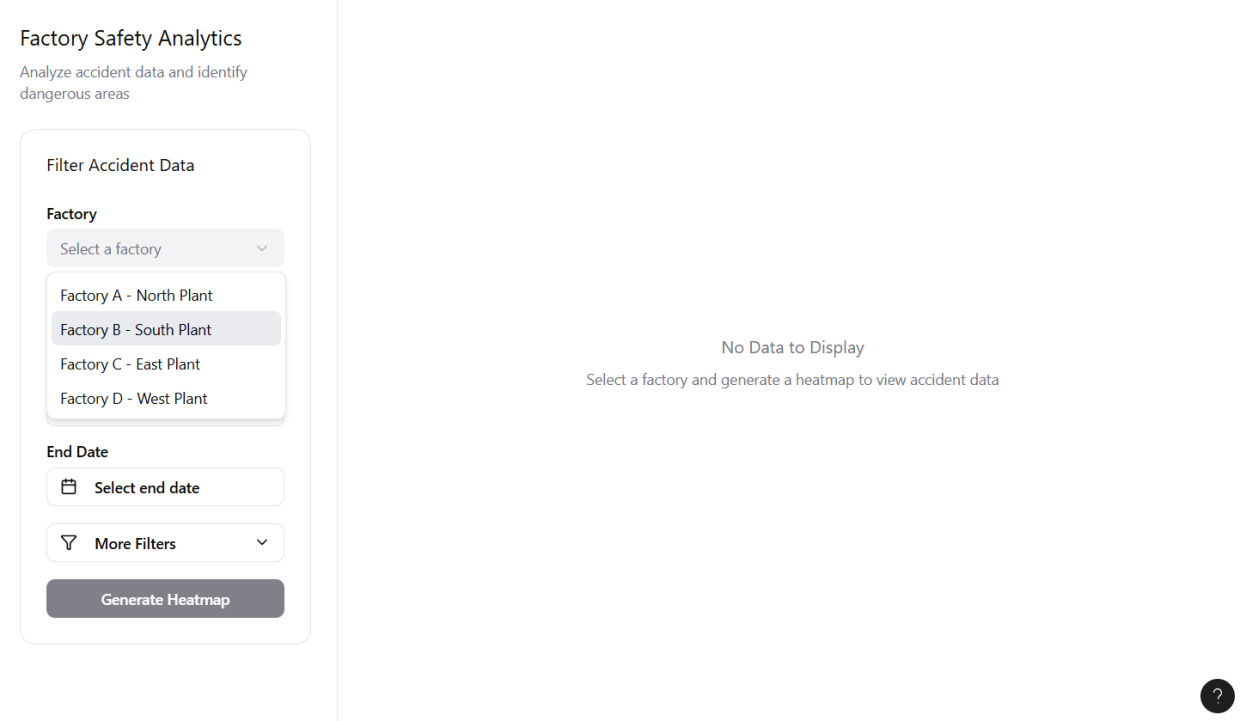 Factory Safety Analytics
Analyze accident data and identify
dangerous areas
Filter Accident Data
Factory
Select a factory
Factory A - North Plant
Factory B - South Plant
Factory C - East Plant
Factory D - West Plant
End Date
Select end date
More Filters
Generate Heatmap
No Data to Display
Select a factory and generate a heatmap to view accident data
?